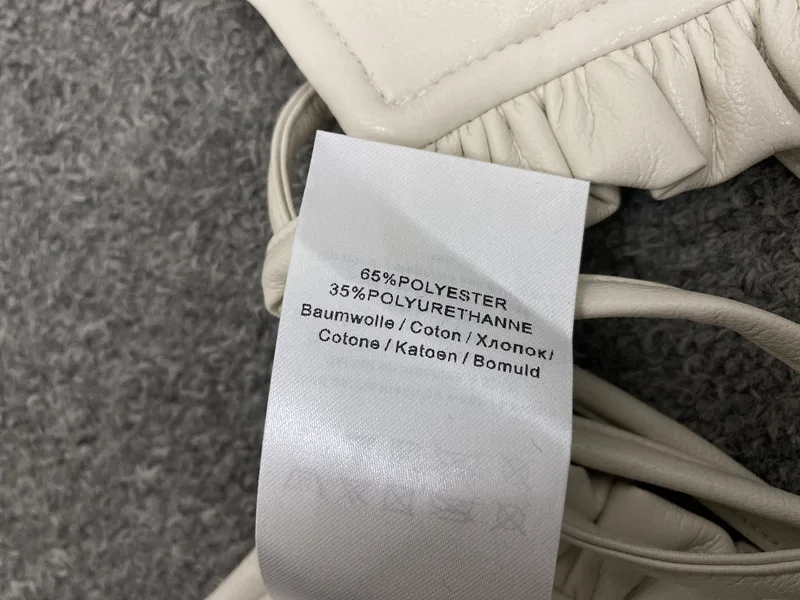 65%POLYESTER
35%POLYURETHANNE
Baumwolle / Coton / Хлопок/
Cotone / Katoen / Bomuld